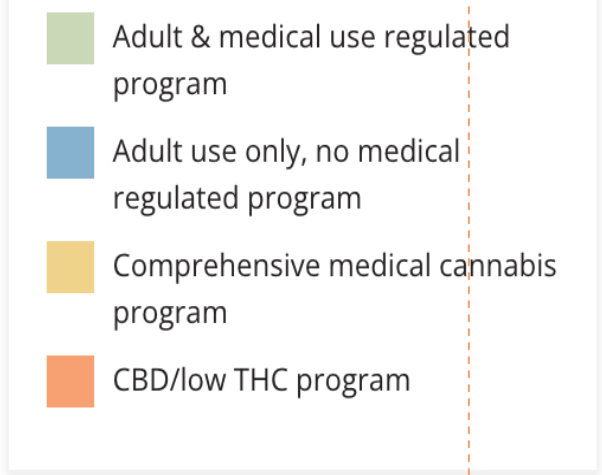 Adult & medical use regulated
program
Adult use only, no medical
regulated program
Comprehensive medical cannabis
program
CBD/low THC program